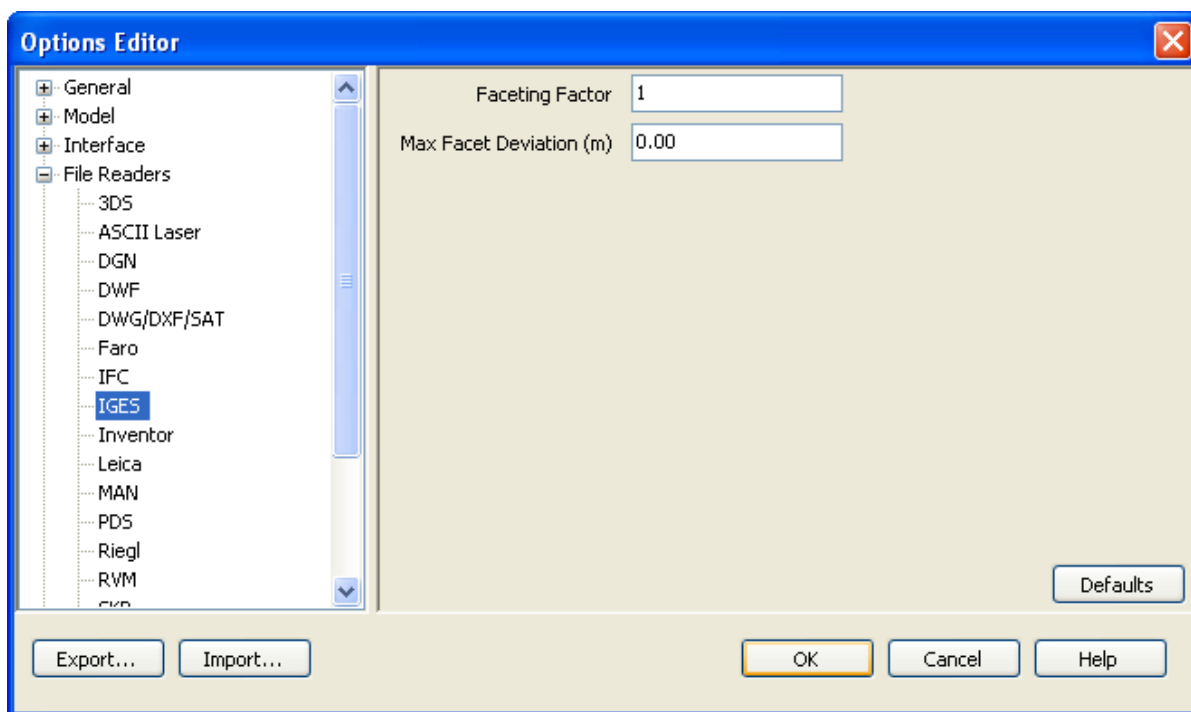 Options Editor
General
Model
Interface
File Readers
3DS
ASCII Laser
DGN
DWF
DWG/DXF/SAT
Faro
IFC
IGES
Inventor
Leica
MAN
PDS
Riegl
RVM
Faceting Factor 1
Max Facet Deviation (m) 0.00
Defaults
Export... Import... OK Cancel Help